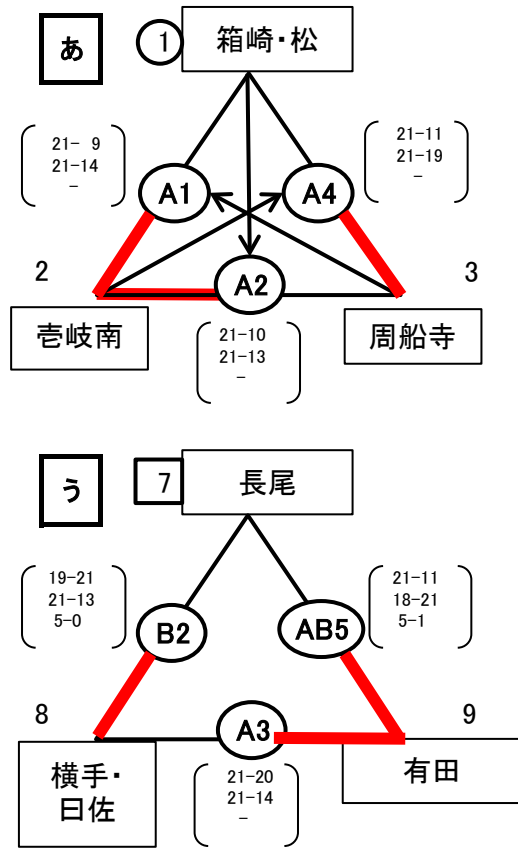 あ
1
箱崎・松
21- 9
21-14
-
21-11
21-19
-
A1
A4
2
A2
3
壱岐南
周船寺
21-10
21-13
-
う
7
長尾
19-21
21-13
5-0
21-11
18-21
5-1
B2
AB5
8
A3
9
横手・
日佐
有田
21-20
21-14
-